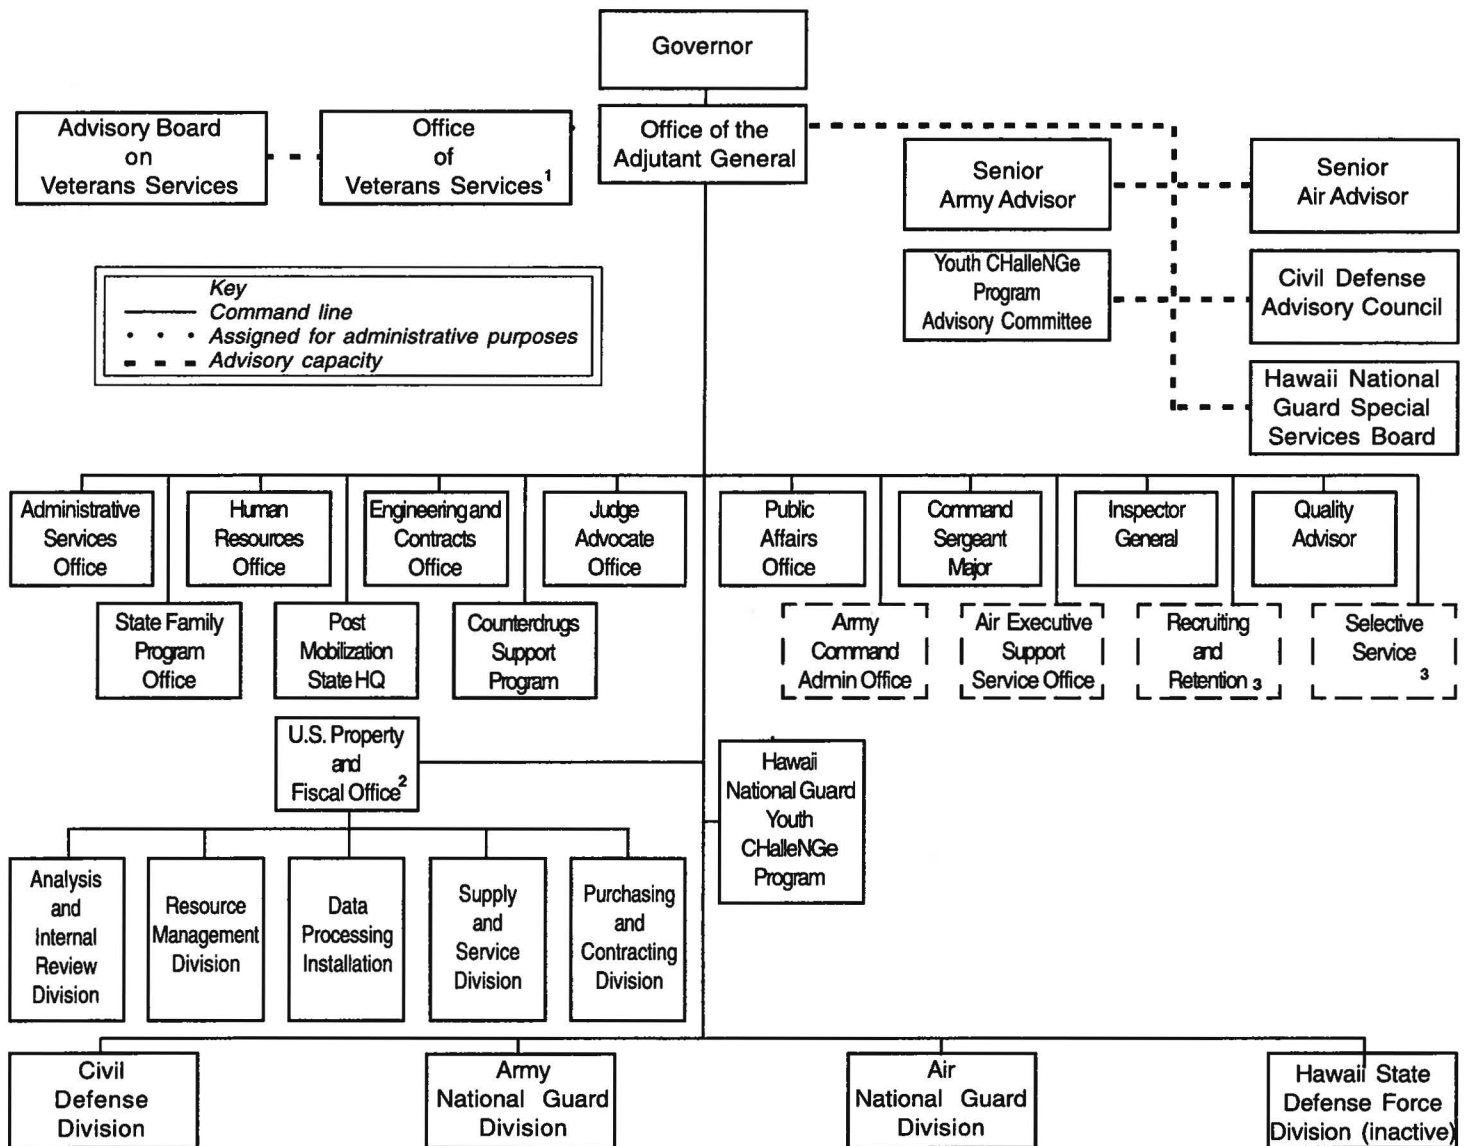 Governor
Advisory Board
on
Veterans Services
Office
of
Veterans Services1
Office of the
Adjutant General
Senior
Army Advisor
Senior
Air Advisor
Youth CHalleNGe
Program
Advisory Committee
Civil Defense
Advisory Council
Hawaii National
Guard Special
Services Board
Key
Command line
Assigned for administrative purposes
Advisory capacity
Administrative
Services
Office
Human
Resources
Office
Engineering and
Contracts
Office
Judge
Advocate
Office
Public
Affairs
Office
Command
Sergeant
Major
Inspector
General
Quality
Advisor
State Family
Program
Office
Post
Mobilization
State HQ
Counterdrugs
Support
Program
Army
Command
Admin Office
Air Executive
Support
Service Office
Recruiting
and
Retention 3
Selective
Service
3
U.S. Property
and
Fiscal Office2
Hawaii
National Guard
Youth
CHalleNGe
Program
Analysis
and
Internal
Review
Division
Resource
Management
Division
Data
Processing
Installation
Supply
and
Service
Division
Purchasing
and
Contracting
Division
Civil
Defense
Division
Army
National Guard
Division
Air
National Guard
Division
Hawaii State
Defense Force
Division (inactive)